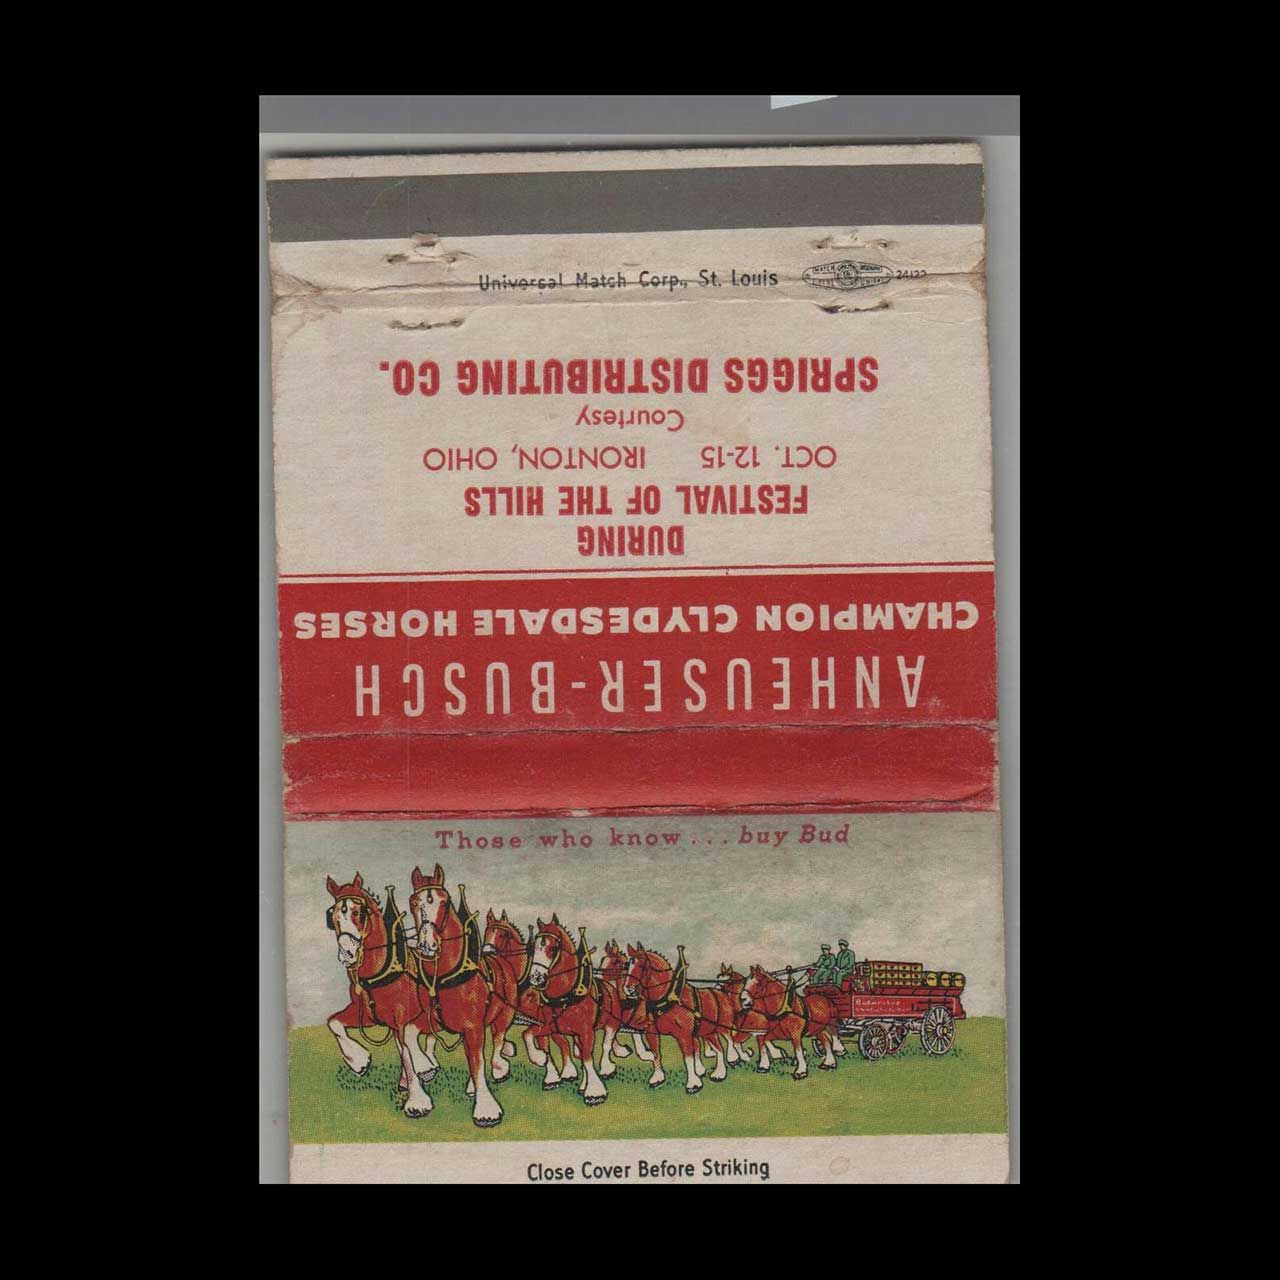 Universal Match Corp., St. Louis
ANHEUSER-BUSCH
CHAMPION CLYDESDALE HORSES
DURING
FESTIVAL OF THE HILLS
OCT. 12-15 IRONTON, OHIO
Courtesy
SPRIGGS DISTRIBUTING CO.
Those who know... buy Bud
Budweiser
Close Cover Before Striking